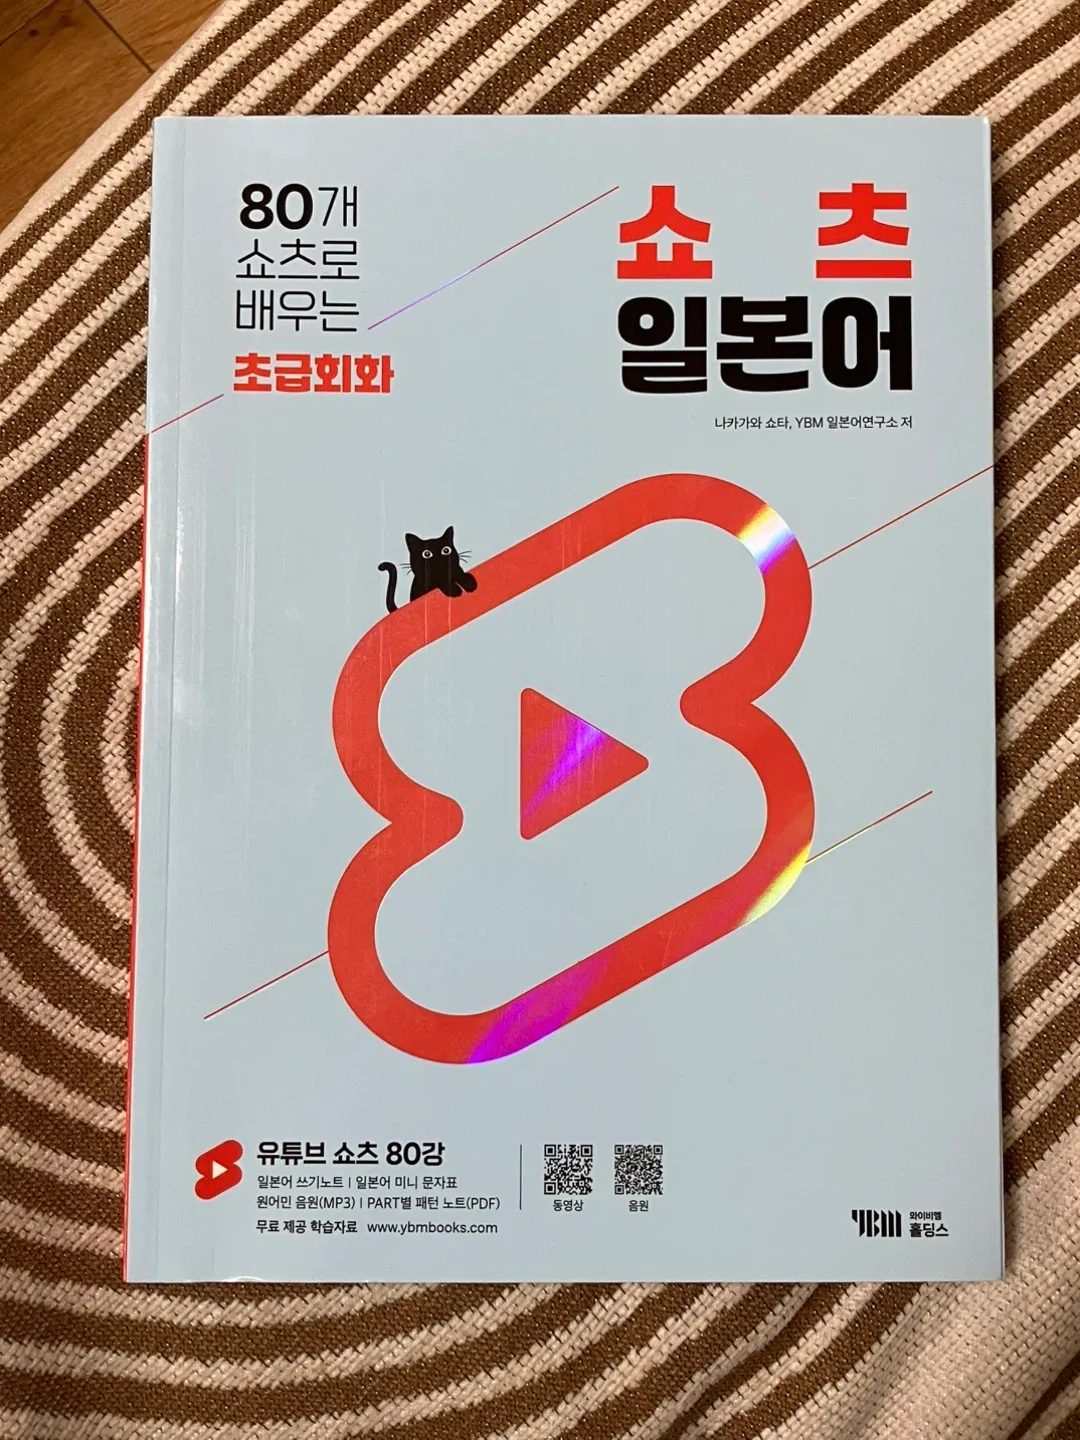 80개
쇼츠로
배우는
초급회화
쇼 츠
일본어
나카가와 쇼타, YBM 일본어연구소 저
유튜브 쇼츠 80강
일본어 쓰기노트 | 일본어 미니 문자표
원어민 음원(MP3) | PART별 패턴 노트(PDF)
무료 제공 학습자료 www.ybmbooks.com
동영상
음원
YBM 와이비엠
홀딩스